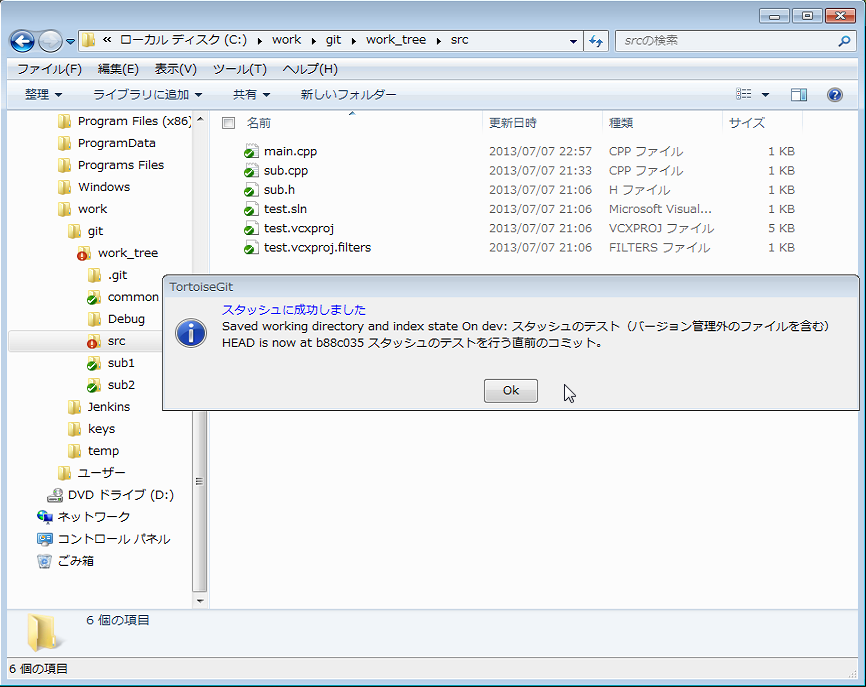 « ローカル ディスク (C:) ▸ work ▸ git ▸ work_tree ▸ src
srcの検索
ファイル(F) 編集(E) 表示(V) ツール(T) ヘルプ(H)
整理 ライブラリに追加 共有 新しいフォルダー
Program Files (x86)
ProgramData
Programs Files
Windows
work
git
work_tree
.git
common
Debug
src
sub1
sub2
Jenkins
keys
temp
ユーザー
DVD ドライブ (D:)
ネットワーク
コントロール パネル
ごみ箱
名前 更新日時 種類 サイズ
main.cpp 2013/07/07 22:57 CPP ファイル 1 KB
sub.cpp 2013/07/07 21:33 CPP ファイル 1 KB
sub.h 2013/07/07 21:06 H ファイル 1 KB
test.sln 2013/07/07 21:06 Microsoft Visual... 1 KB
test.vcxproj 2013/07/07 21:06 VCXPROJ ファイル 5 KB
test.vcxproj.filters 2013/07/07 21:06 FILTERS ファイル 1 KB
TortoiseGit
スタッシュに成功しました
Saved working directory and index state On dev: スタッシュのテスト（バージョン管理外のファイルを含む）
HEAD is now at b88c035 スタッシュのテストを行う直前のコミット。
Ok
6 個の項目
6 個の項目